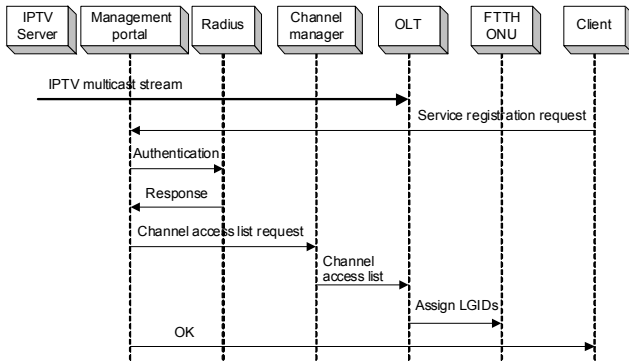 IPTV
Server
Management
portal
Radius
Channel
manager
OLT
FTTH
ONU
Client
IPTV multicast stream
Service registration request
Authentication
Response
Channel access list request
Channel
access list
Assign LGIDs
OK